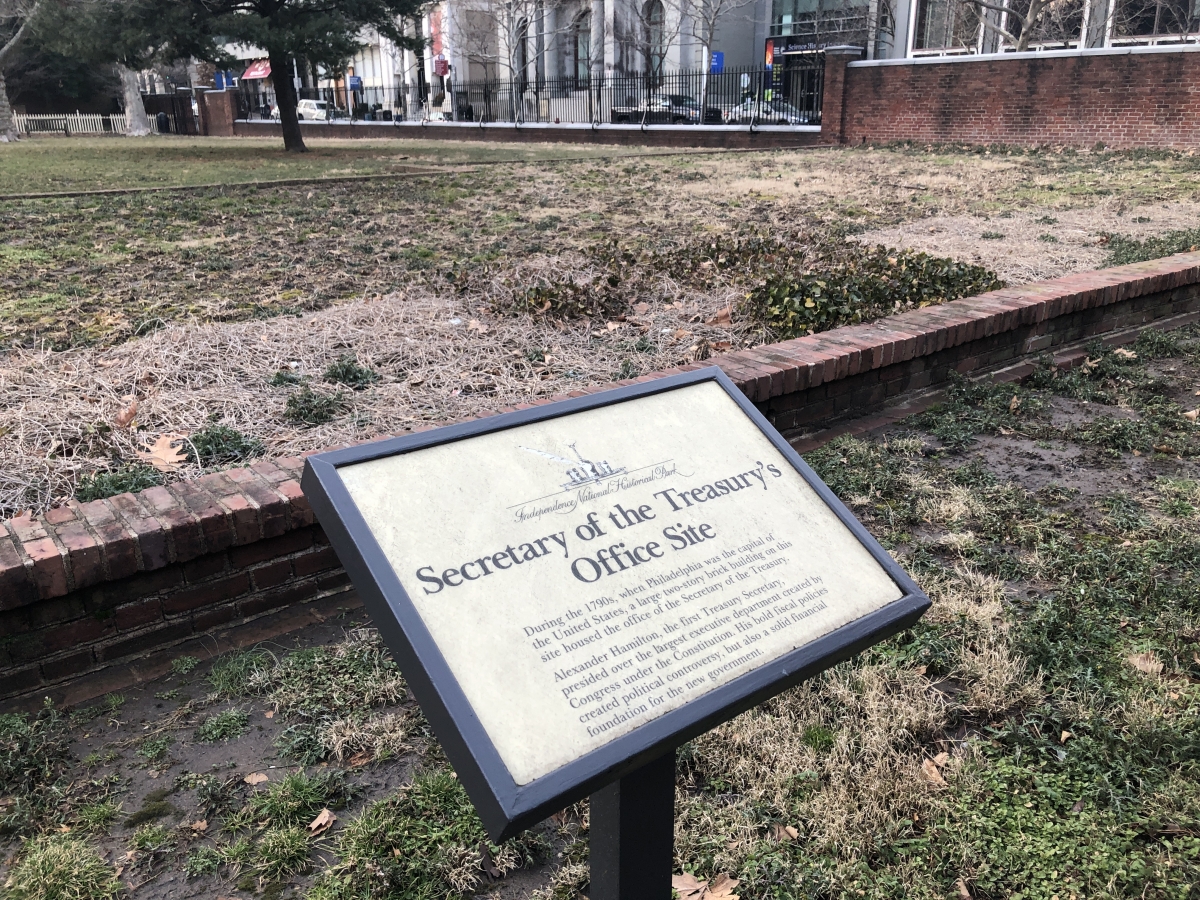 Science His
Independence National Historical Park
Secretary of the Treasury's
Office Site
During the 1790s, when Philadelphia was the capital of
the United States, a large two-story brick building on this
site housed the office of the Secretary of the Treasury.
Alexander Hamilton, the first Treasury Secretary,
presided over the largest executive department created by
Congress under the Constitution. His bold fiscal policies
created political controversy, but also a solid financial
foundation for the new government.